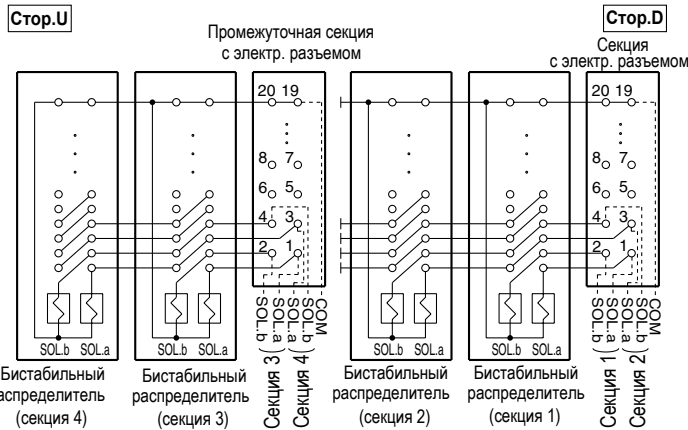 Стор.U
Стор.D
Промежуточная секция
с электр. разъемом
Секция
с электр. разъемом
20 19
20 19
8 7
8 7
6 5
6 5
4 3
4 3
2 1
2 1
SOL.b SOL.a
SOL.b SOL.a
SOL.b
SOL.a
SOL.a
SOL.b
COM
SOL.b SOL.a
SOL.b SOL.a
SOL.b
SOL.a
SOL.a
SOL.b
COM
(Секция 3)
(Секция 4)
(Секция 1)
(Секция 2)
Бистабильный
распределитель
(секция 4)
Бистабильный
распределитель
(секция 3)
Бистабильный
распределитель
(секция 2)
Бистабильный
распределитель
(секция 1)